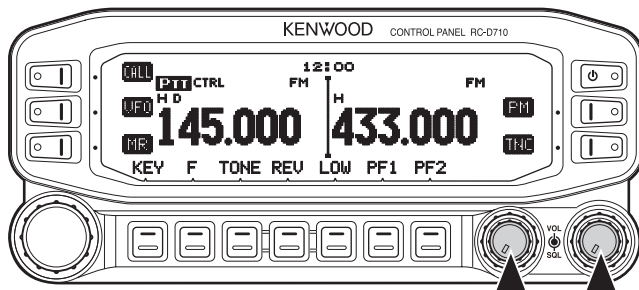 KENWOOD CONTROL PANEL RC-D710
12:00
CALL PTT CTRL FM FM
VFO H D H PM
MR 145.000 433.000 TNC
KEY F TONE REV LOW PF1 PF2
VOL
SQL